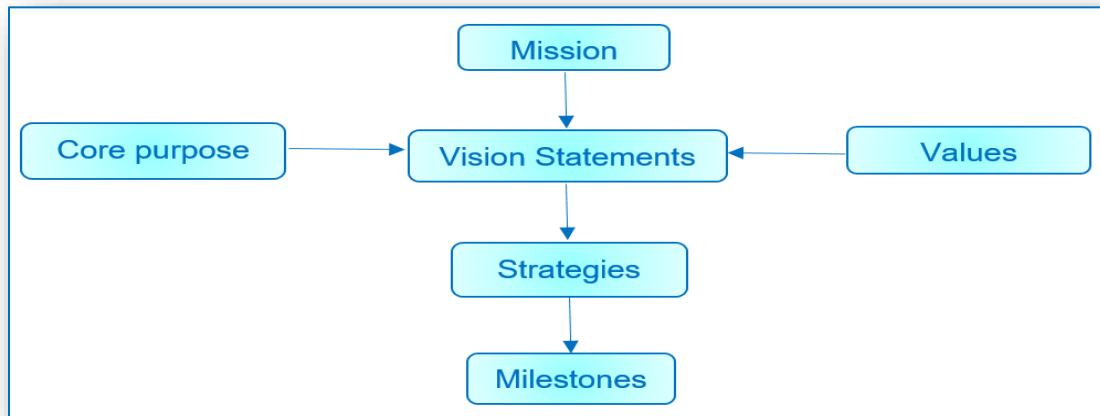 Mission
Core purpose
Vision Statements
Values
Strategies
Milestones